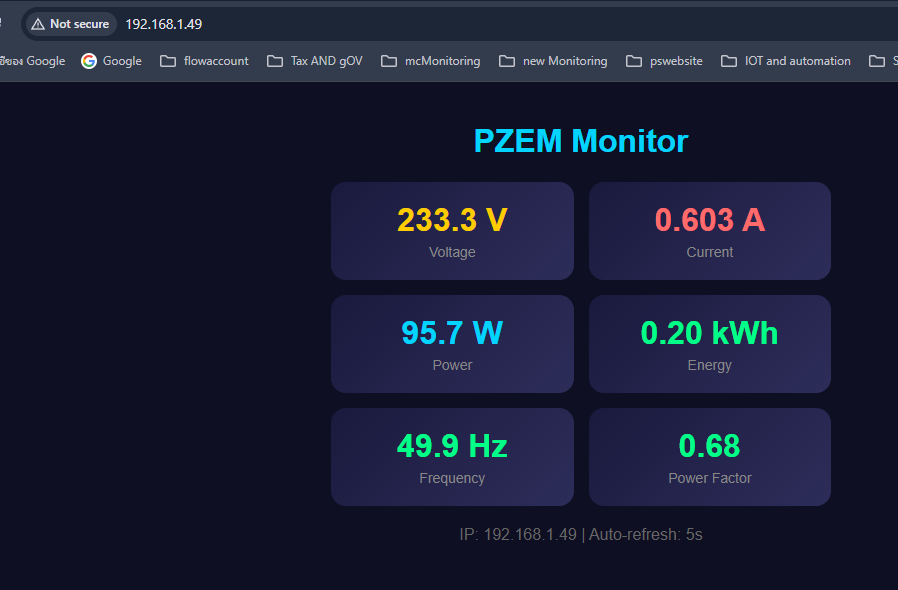 Not secure 192.168.1.49
ของ Google Google flowaccount Tax AND gOV mcMonitoring new Monitoring pswebsite IOT and automation S
PZEM Monitor
233.3 V 0.603 A
Voltage Current
95.7 W 0.20 kWh
Power Energy
49.9 Hz 0.68
Frequency Power Factor
IP: 192.168.1.49 | Auto-refresh: 5s